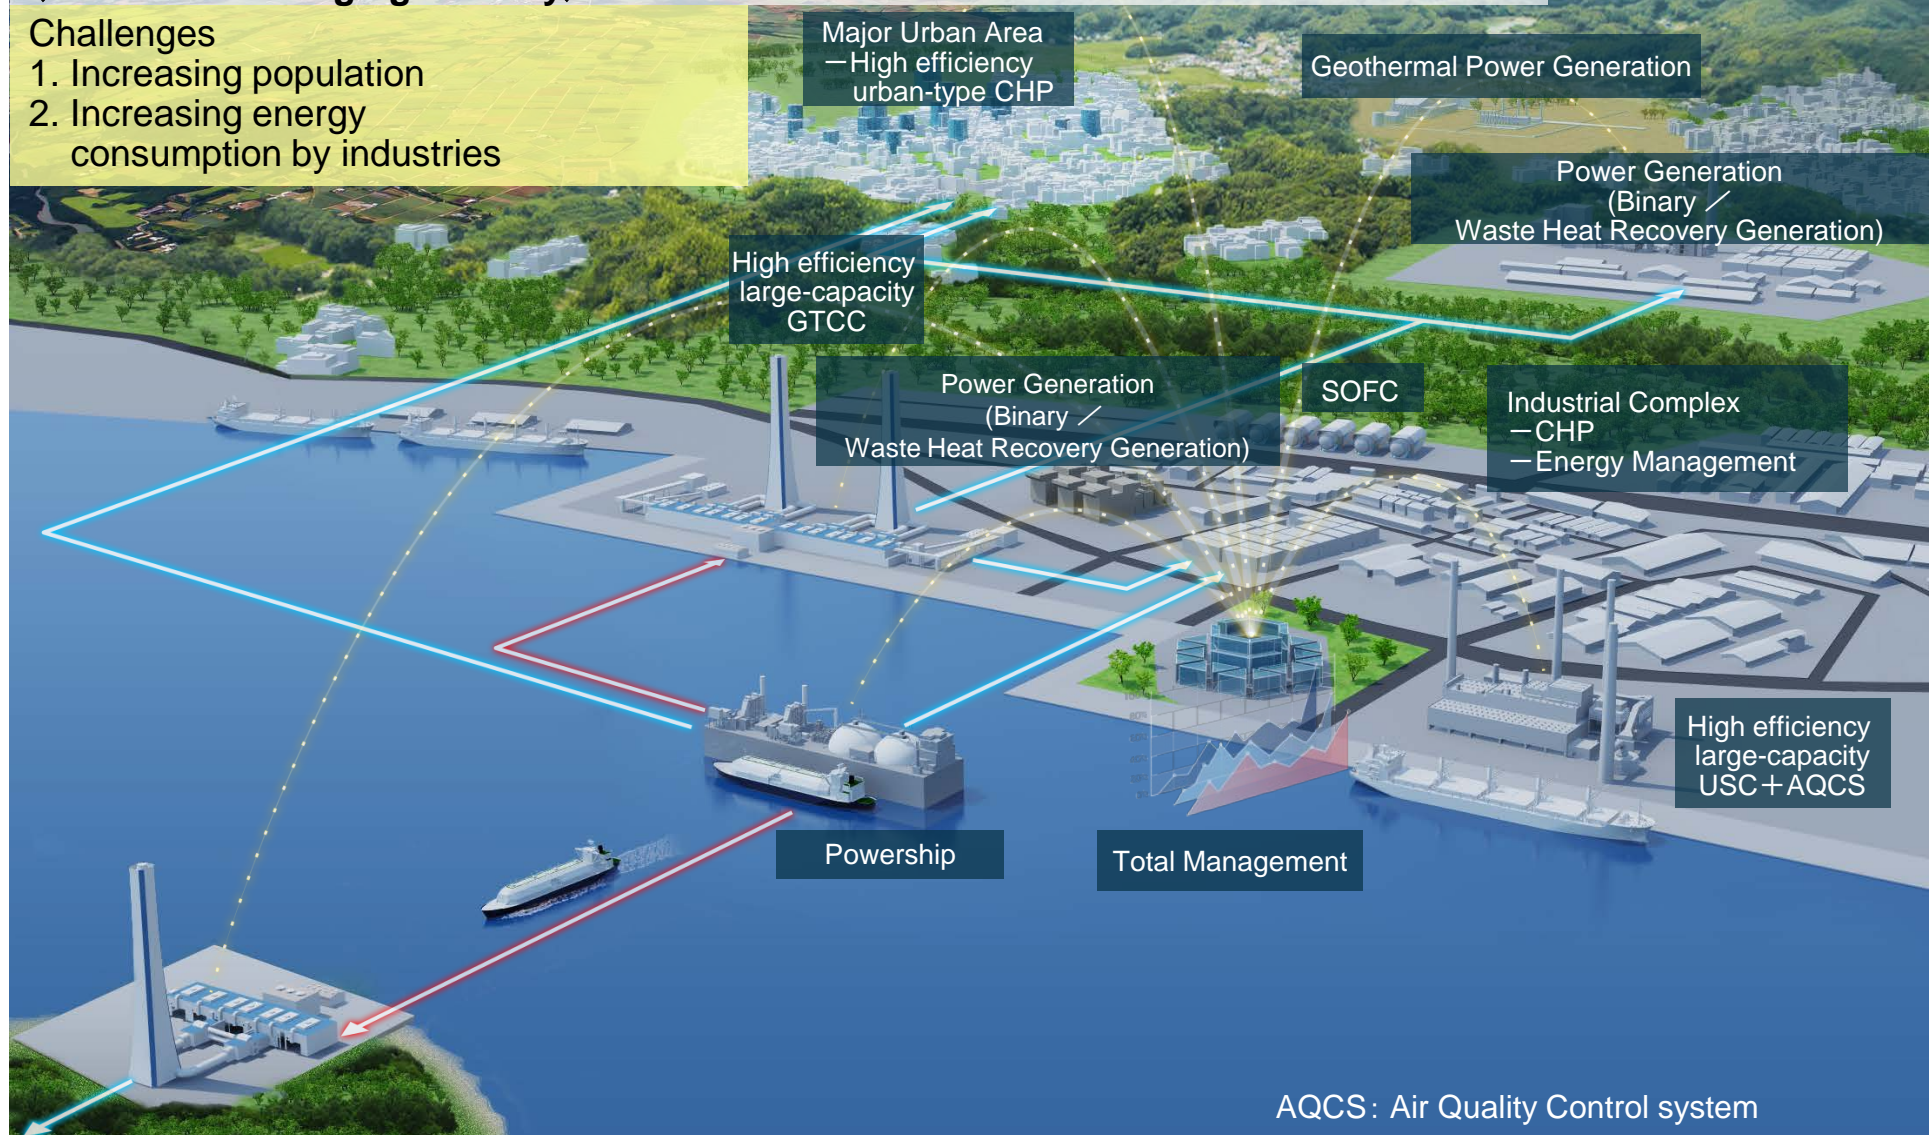 Challenges
1. Increasing population
2. Increasing energy
consumption by industries
Major Urban Area
－High efficiency
urban-type CHP
Geothermal Power Generation
Power Generation
(Binary ／
Waste Heat Recovery Generation)
High efficiency
large-capacity
GTCC
Power Generation
(Binary ／
Waste Heat Recovery Generation)
SOFC
Industrial Complex
－CHP
－Energy Management
High efficiency
large-capacity
USC＋AQCS
Powership
Total Management
AQCS： Air Quality Control system